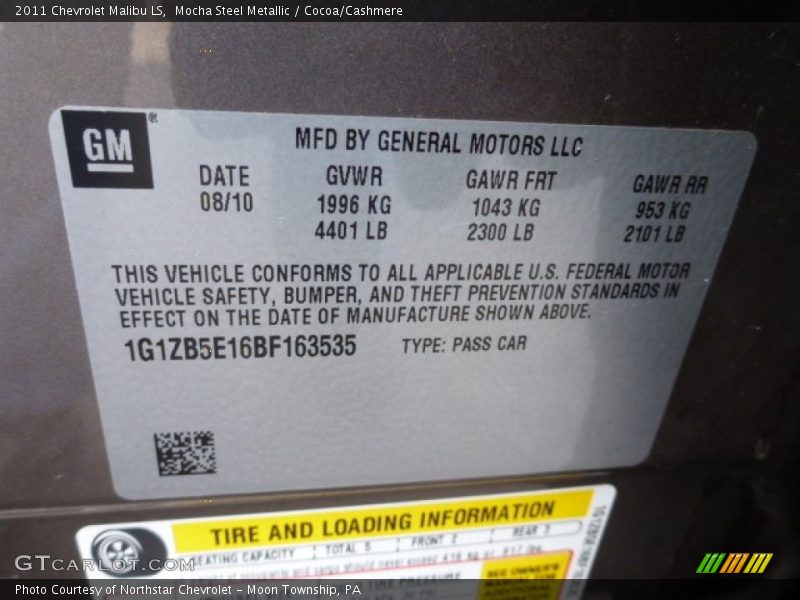 2011 Chevrolet Malibu LS, Mocha Steel Metallic / Cocoa/Cashmere
GM®
MFD BY GENERAL MOTORS LLC
DATE GVWR GAWR FRT GAWR RR
08/10 1996 KG 1043 KG 953 KG
4401 LB 2300 LB 2101 LB
THIS VEHICLE CONFORMS TO ALL APPLICABLE U.S. FEDERAL MOTOR
VEHICLE SAFETY, BUMPER, AND THEFT PREVENTION STANDARDS IN
EFFECT ON THE DATE OF MANUFACTURE SHOWN ABOVE.
1G1ZB5E16BF163535 TYPE: PASS CAR
TIRE AND LOADING INFORMATION
SEATING CAPACITY TOTAL 5 FRONT 2 REAR 3
TIRE PRESSURE
SEE OWNER'S
GTCARLOT.COM
Photo Courtesy of Northstar Chevrolet – Moon Township, PA